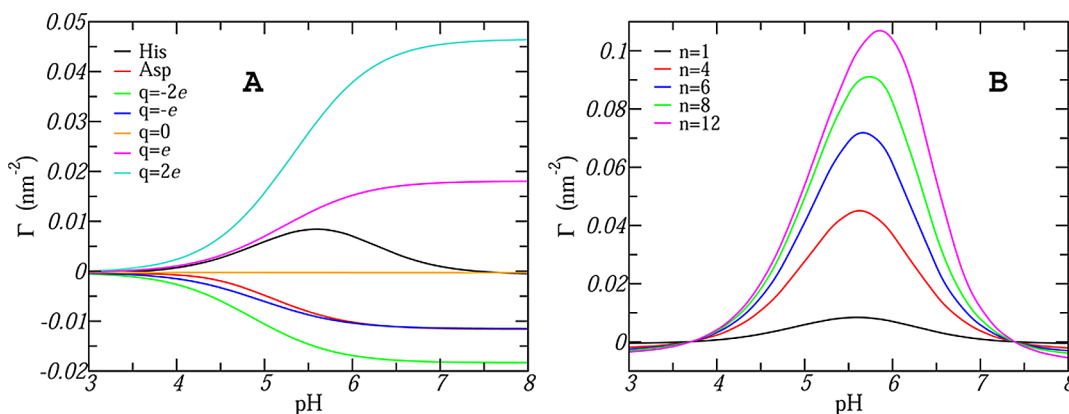 0.05
0.04
0.03
0.02
0.01
0
-0.01
-0.02
Γ (nm-2)
His
Asp
q=-2e
q=-e
q=0
q=e
q=2e
A
3 4 5 6 7 8
pH
0.1
0.08
0.06
0.04
0.02
0
Γ (nm-2)
n=1
n=4
n=6
n=8
n=12
B
3 4 5 6 7 8
pH